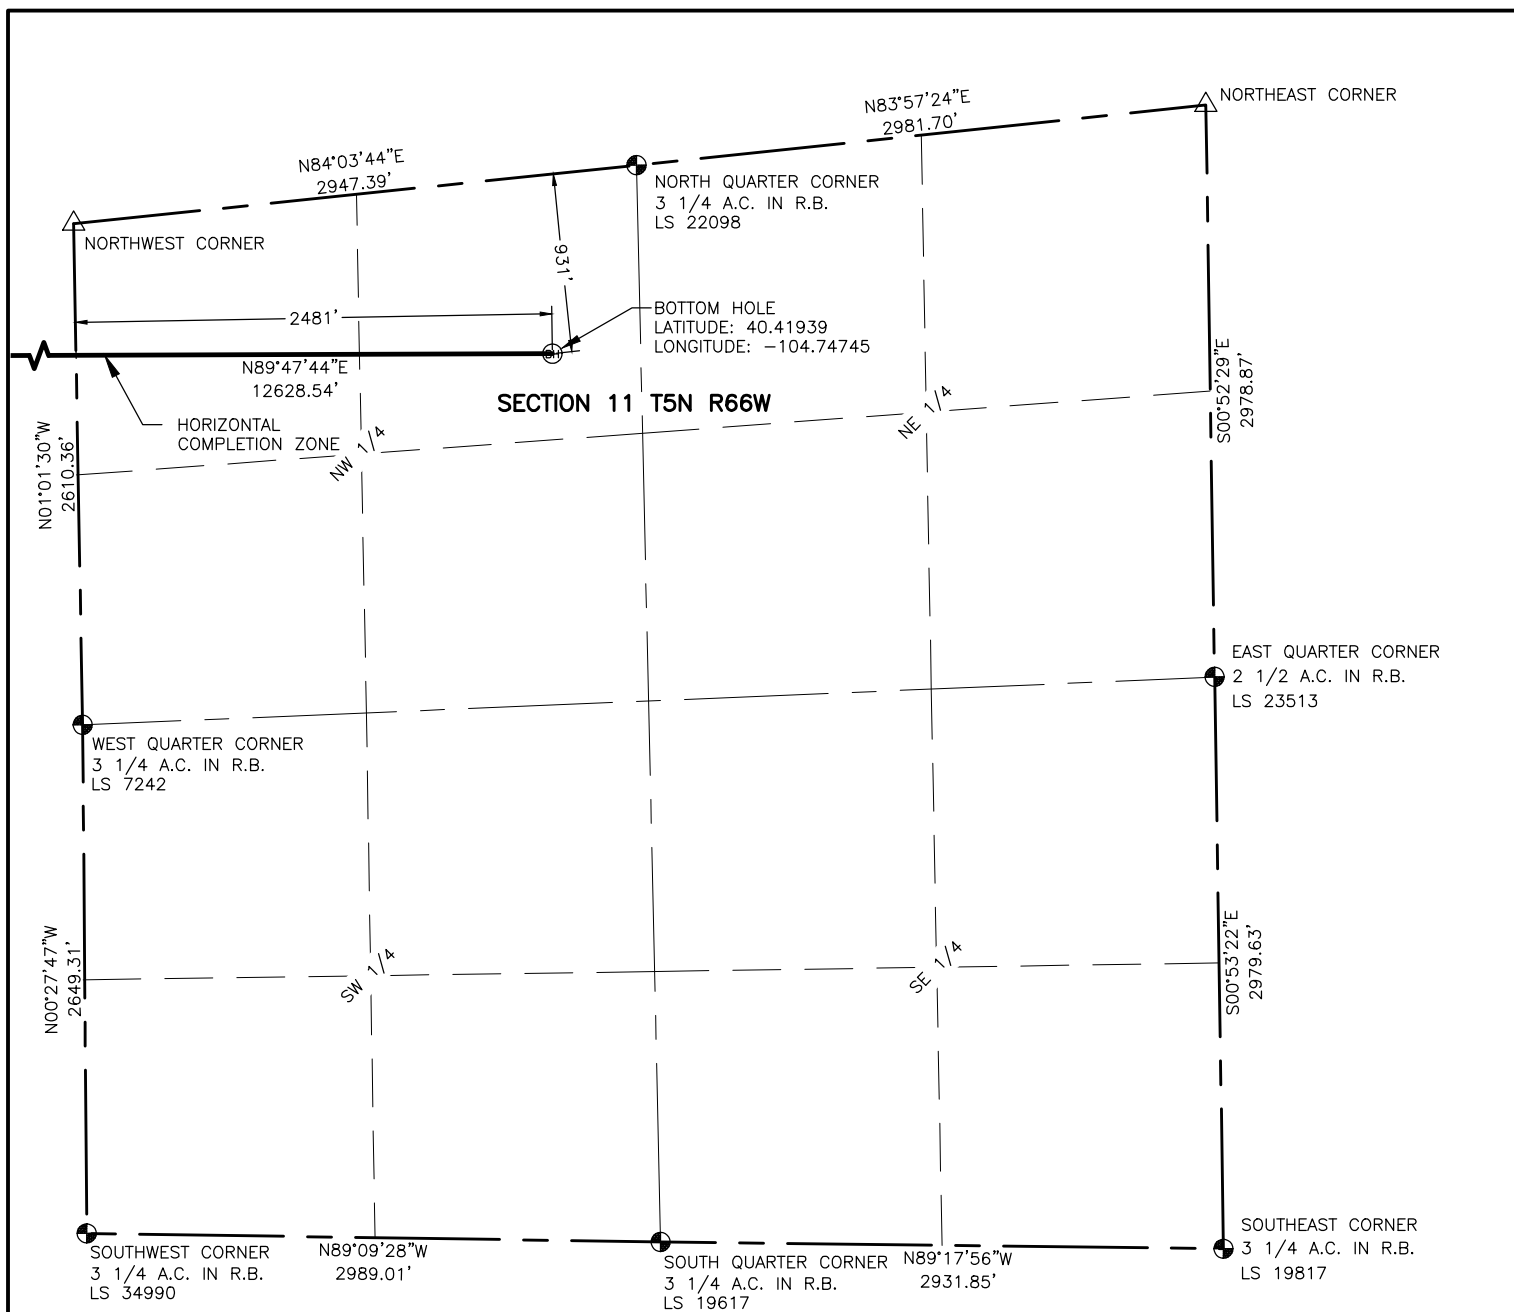 N83°57'24"E
2981.70'
NORTHEAST CORNER
N84°03'44"E
2947.39'
NORTH QUARTER CORNER
3 1/4 A.C. IN R.B.
LS 22098
NORTHWEST CORNER
931'
2481'
BOTTOM HOLE
LATITUDE: 40.41939
LONGITUDE: -104.74745
N89°47'44"E
12628.54'
SECTION 11 T5N R66W
HORIZONTAL
COMPLETION ZONE
NW 1/4
NE 1/4
S00°52'29"E
2978.87'
N01°01'30"W
2610.36'
EAST QUARTER CORNER
2 1/2 A.C. IN R.B.
LS 23513
WEST QUARTER CORNER
3 1/4 A.C. IN R.B.
LS 7242
N00°27'47"W
2649.31'
SW 1/4
SE 1/4
S00°53'22"E
2979.63'
SOUTHWEST CORNER
3 1/4 A.C. IN R.B.
LS 34990
N89°09'28"W
2989.01'
SOUTH QUARTER CORNER
3 1/4 A.C. IN R.B.
LS 19617
N89°17'56"W
2931.85'
SOUTHEAST CORNER
3 1/4 A.C. IN R.B.
LS 19817